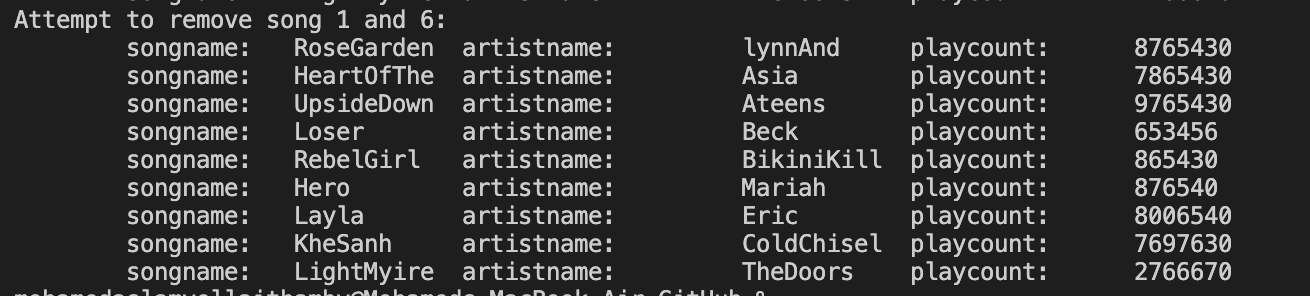 Attempt to remove song 1 and 6:
songname: RoseGarden artistname: lynnAnd playcount: 8765430
songname: HeartOfThe artistname: Asia playcount: 7865430
songname: UpsideDown artistname: Ateens playcount: 9765430
songname: Loser artistname: Beck playcount: 653456
songname: RebelGirl artistname: BikiniKill playcount: 865430
songname: Hero artistname: Mariah playcount: 876540
songname: Layla artistname: Eric playcount: 8006540
songname: KheSanh artistname: ColdChisel playcount: 7697630
songname: LightMyire artistname: TheDoors playcount: 2766670